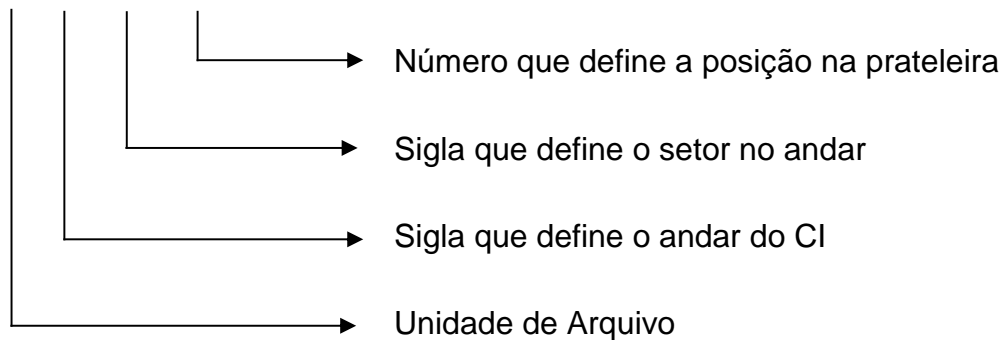 Número que define a posição na prateleira
Sigla que define o setor no andar
Sigla que define o andar do CI
Unidade de Arquivo